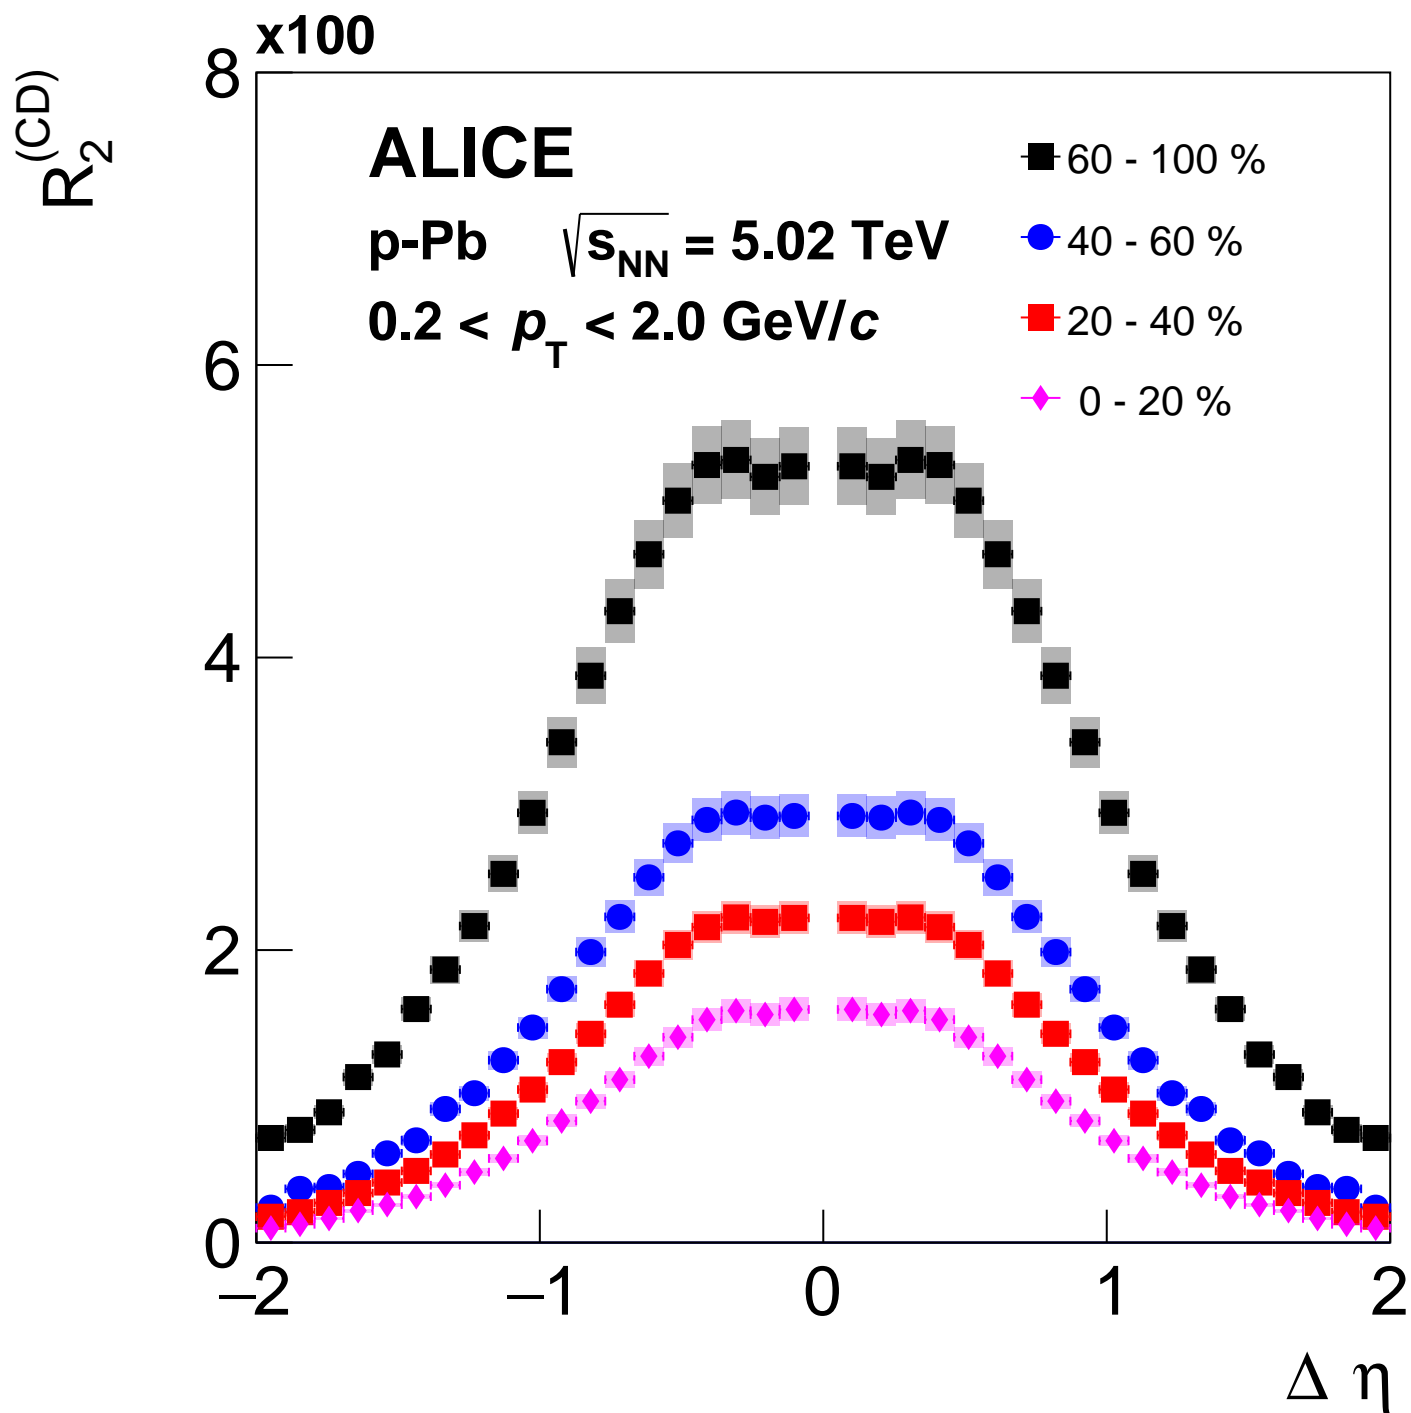 x100
R₂⁽ᶜᴰ⁾
8
6
4
2
0
ALICE
p-Pb √sNN = 5.02 TeV
0.2 < pT < 2.0 GeV/c
60 - 100 %
40 - 60 %
20 - 40 %
0 - 20 %
−2 −1 0 1 2
Δ η